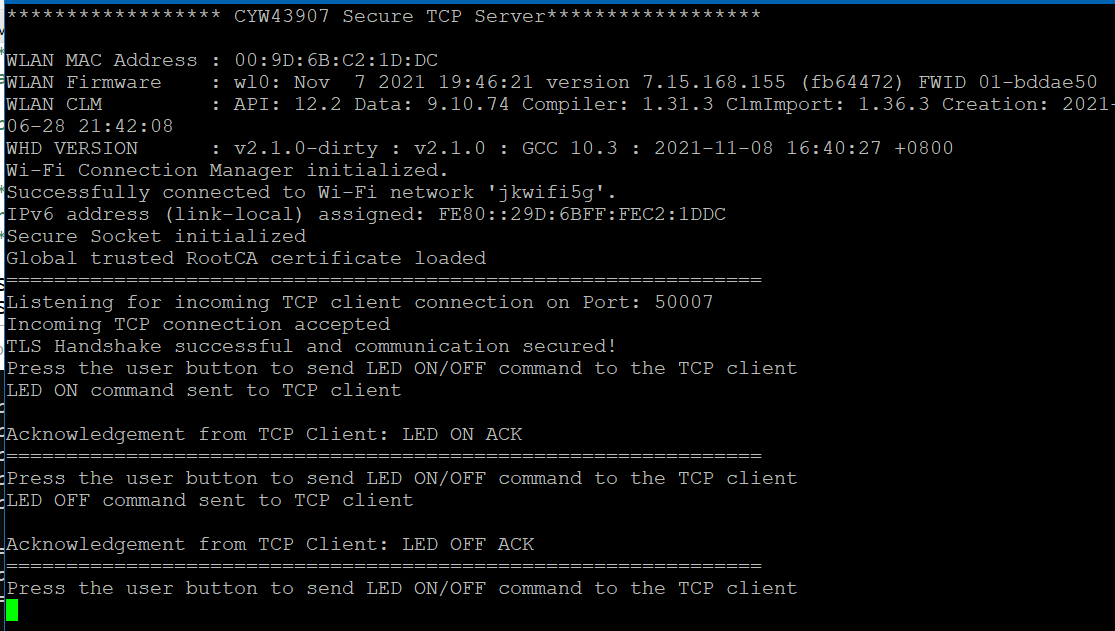 ****************** CYW43907 Secure TCP Server******************
WLAN MAC Address : 00:9D:6B:C2:1D:DC
WLAN Firmware    : wl0: Nov  7 2021 19:46:21 version 7.15.168.155 (fb64472) FWID 01-bddae50
WLAN CLM         : API: 12.2 Data: 9.10.74 Compiler: 1.31.3 ClmImport: 1.36.3 Creation: 2021-
06-28 21:42:08
WHD VERSION      : v2.1.0-dirty : v2.1.0 : GCC 10.3 : 2021-11-08 16:40:27 +0800
Wi-Fi Connection Manager initialized.
Successfully connected to Wi-Fi network 'jkwifi5g'.
IPv6 address (link-local) assigned: FE80::29D:6BFF:FEC2:1DDC
Secure Socket initialized
Global trusted RootCA certificate loaded
===============================================================
Listening for incoming TCP client connection on Port: 50007
Incoming TCP connection accepted
TLS Handshake successful and communication secured!
Press the user button to send LED ON/OFF command to the TCP client
LED ON command sent to TCP client
Acknowledgement from TCP Client: LED ON ACK
===============================================================
Press the user button to send LED ON/OFF command to the TCP client
LED OFF command sent to TCP client
Acknowledgement from TCP Client: LED OFF ACK
===============================================================
Press the user button to send LED ON/OFF command to the TCP client